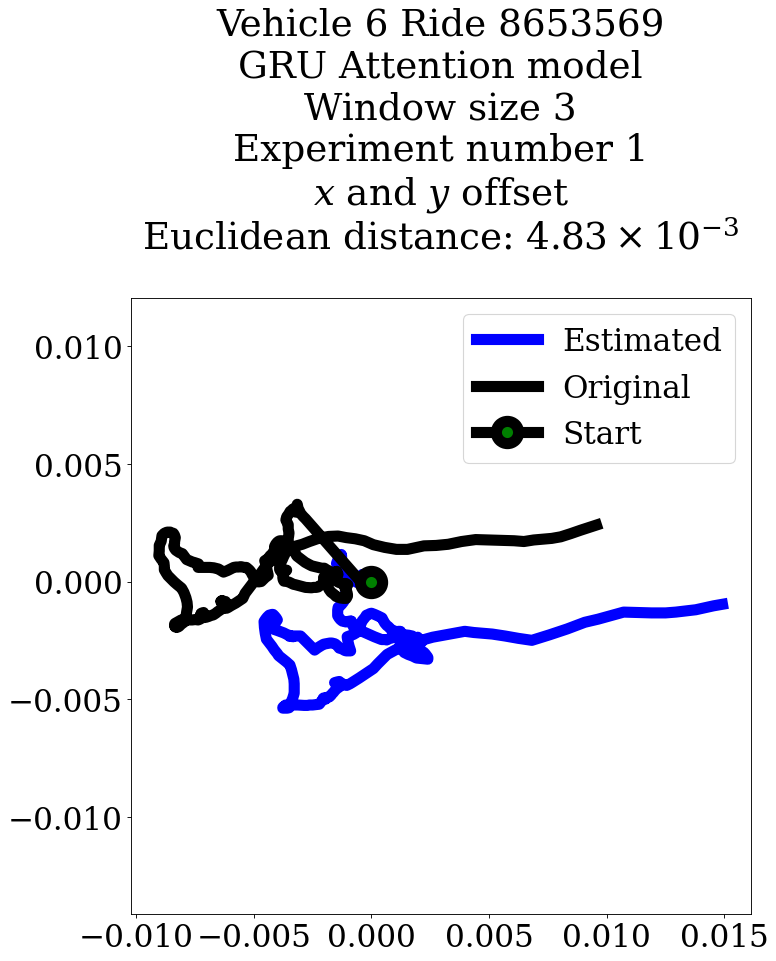 Vehicle 6 Ride 8653569
GRU Attention model
Window size 3
Experiment number 1
x and y offset
Euclidean distance: 4.83 × 10⁻³
Estimated
Original
Start
0.010
0.005
0.000
−0.005
−0.010
−0.010 −0.005 0.000 0.005 0.010 0.015